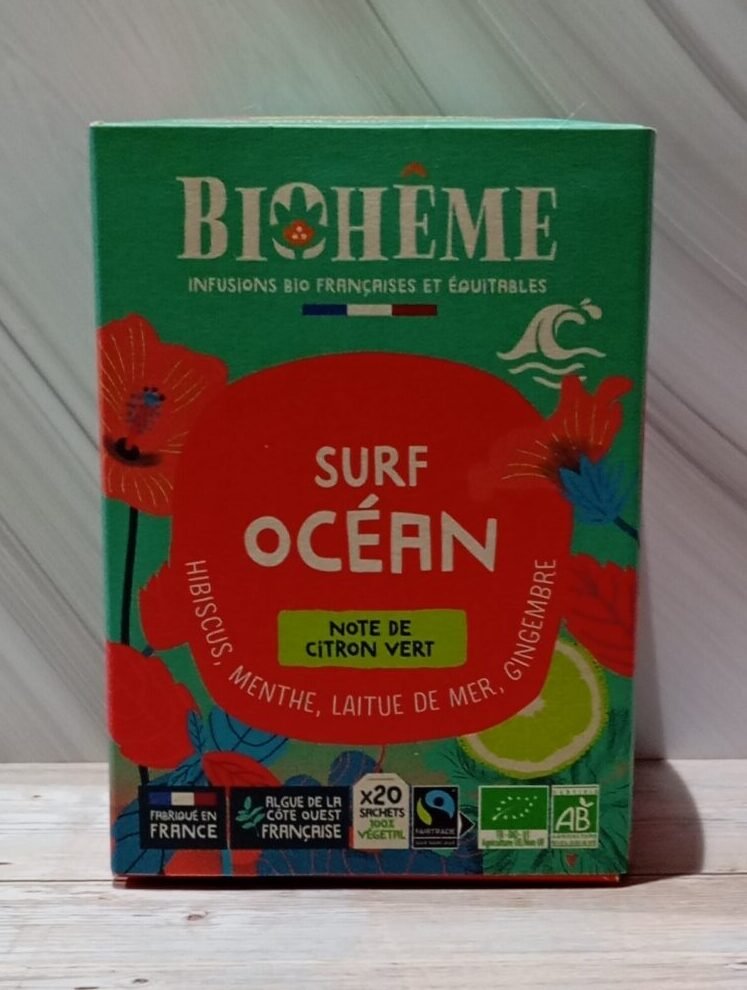 BIOHÊME
INFUSIONS BIO FRANÇAISES ET ÉQUITABLES
SURF
OCÉAN
NOTE DE
CITRON VERT
HIBISCUS, MENTHE, LAITUE DE MER, GINGEMBRE
FABRIQUÉ EN
FRANCE
ALGUE DE LA
CÔTE OUEST
FRANÇAISE
x20
SACHETS
100%
VÉGÉTAL
FAIRTRADE
AB